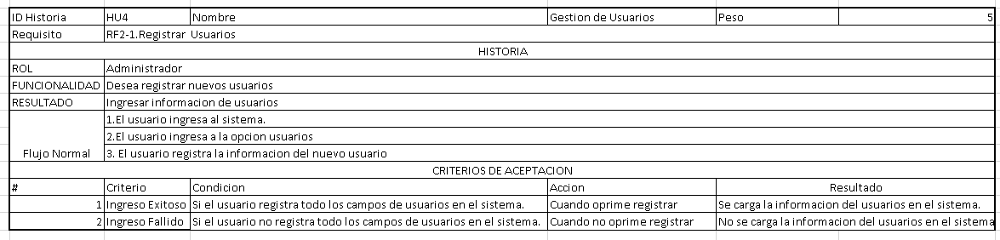 ID Historia HU4 Nombre Gestion de Usuarios Peso 5
Requisito RF2-1.Registrar Usuarios
HISTORIA
ROL Administrador
FUNCIONALIDAD Desea registrar nuevos usuarios
RESULTADO Ingresar informacion de usuarios
1.El usuario ingresa al sistema.
2.El usuario ingresa a la opcion usuarios
Flujo Normal 3. El usuario registra la informacion del nuevo usuario
CRITERIOS DE ACEPTACION
# Criterio Condicion Accion Resultado
1 Ingreso Exitoso Si el usuario registra todo los campos de usuarios en el sistema. Cuando oprime registrar Se carga la informacion del usuarios en el sistema.
2 Ingreso Fallido Si el usuario no registra todo los campos de usuarios en el sistema. Cuando no oprime registrar No se carga la informacion del usuarios en el sistema